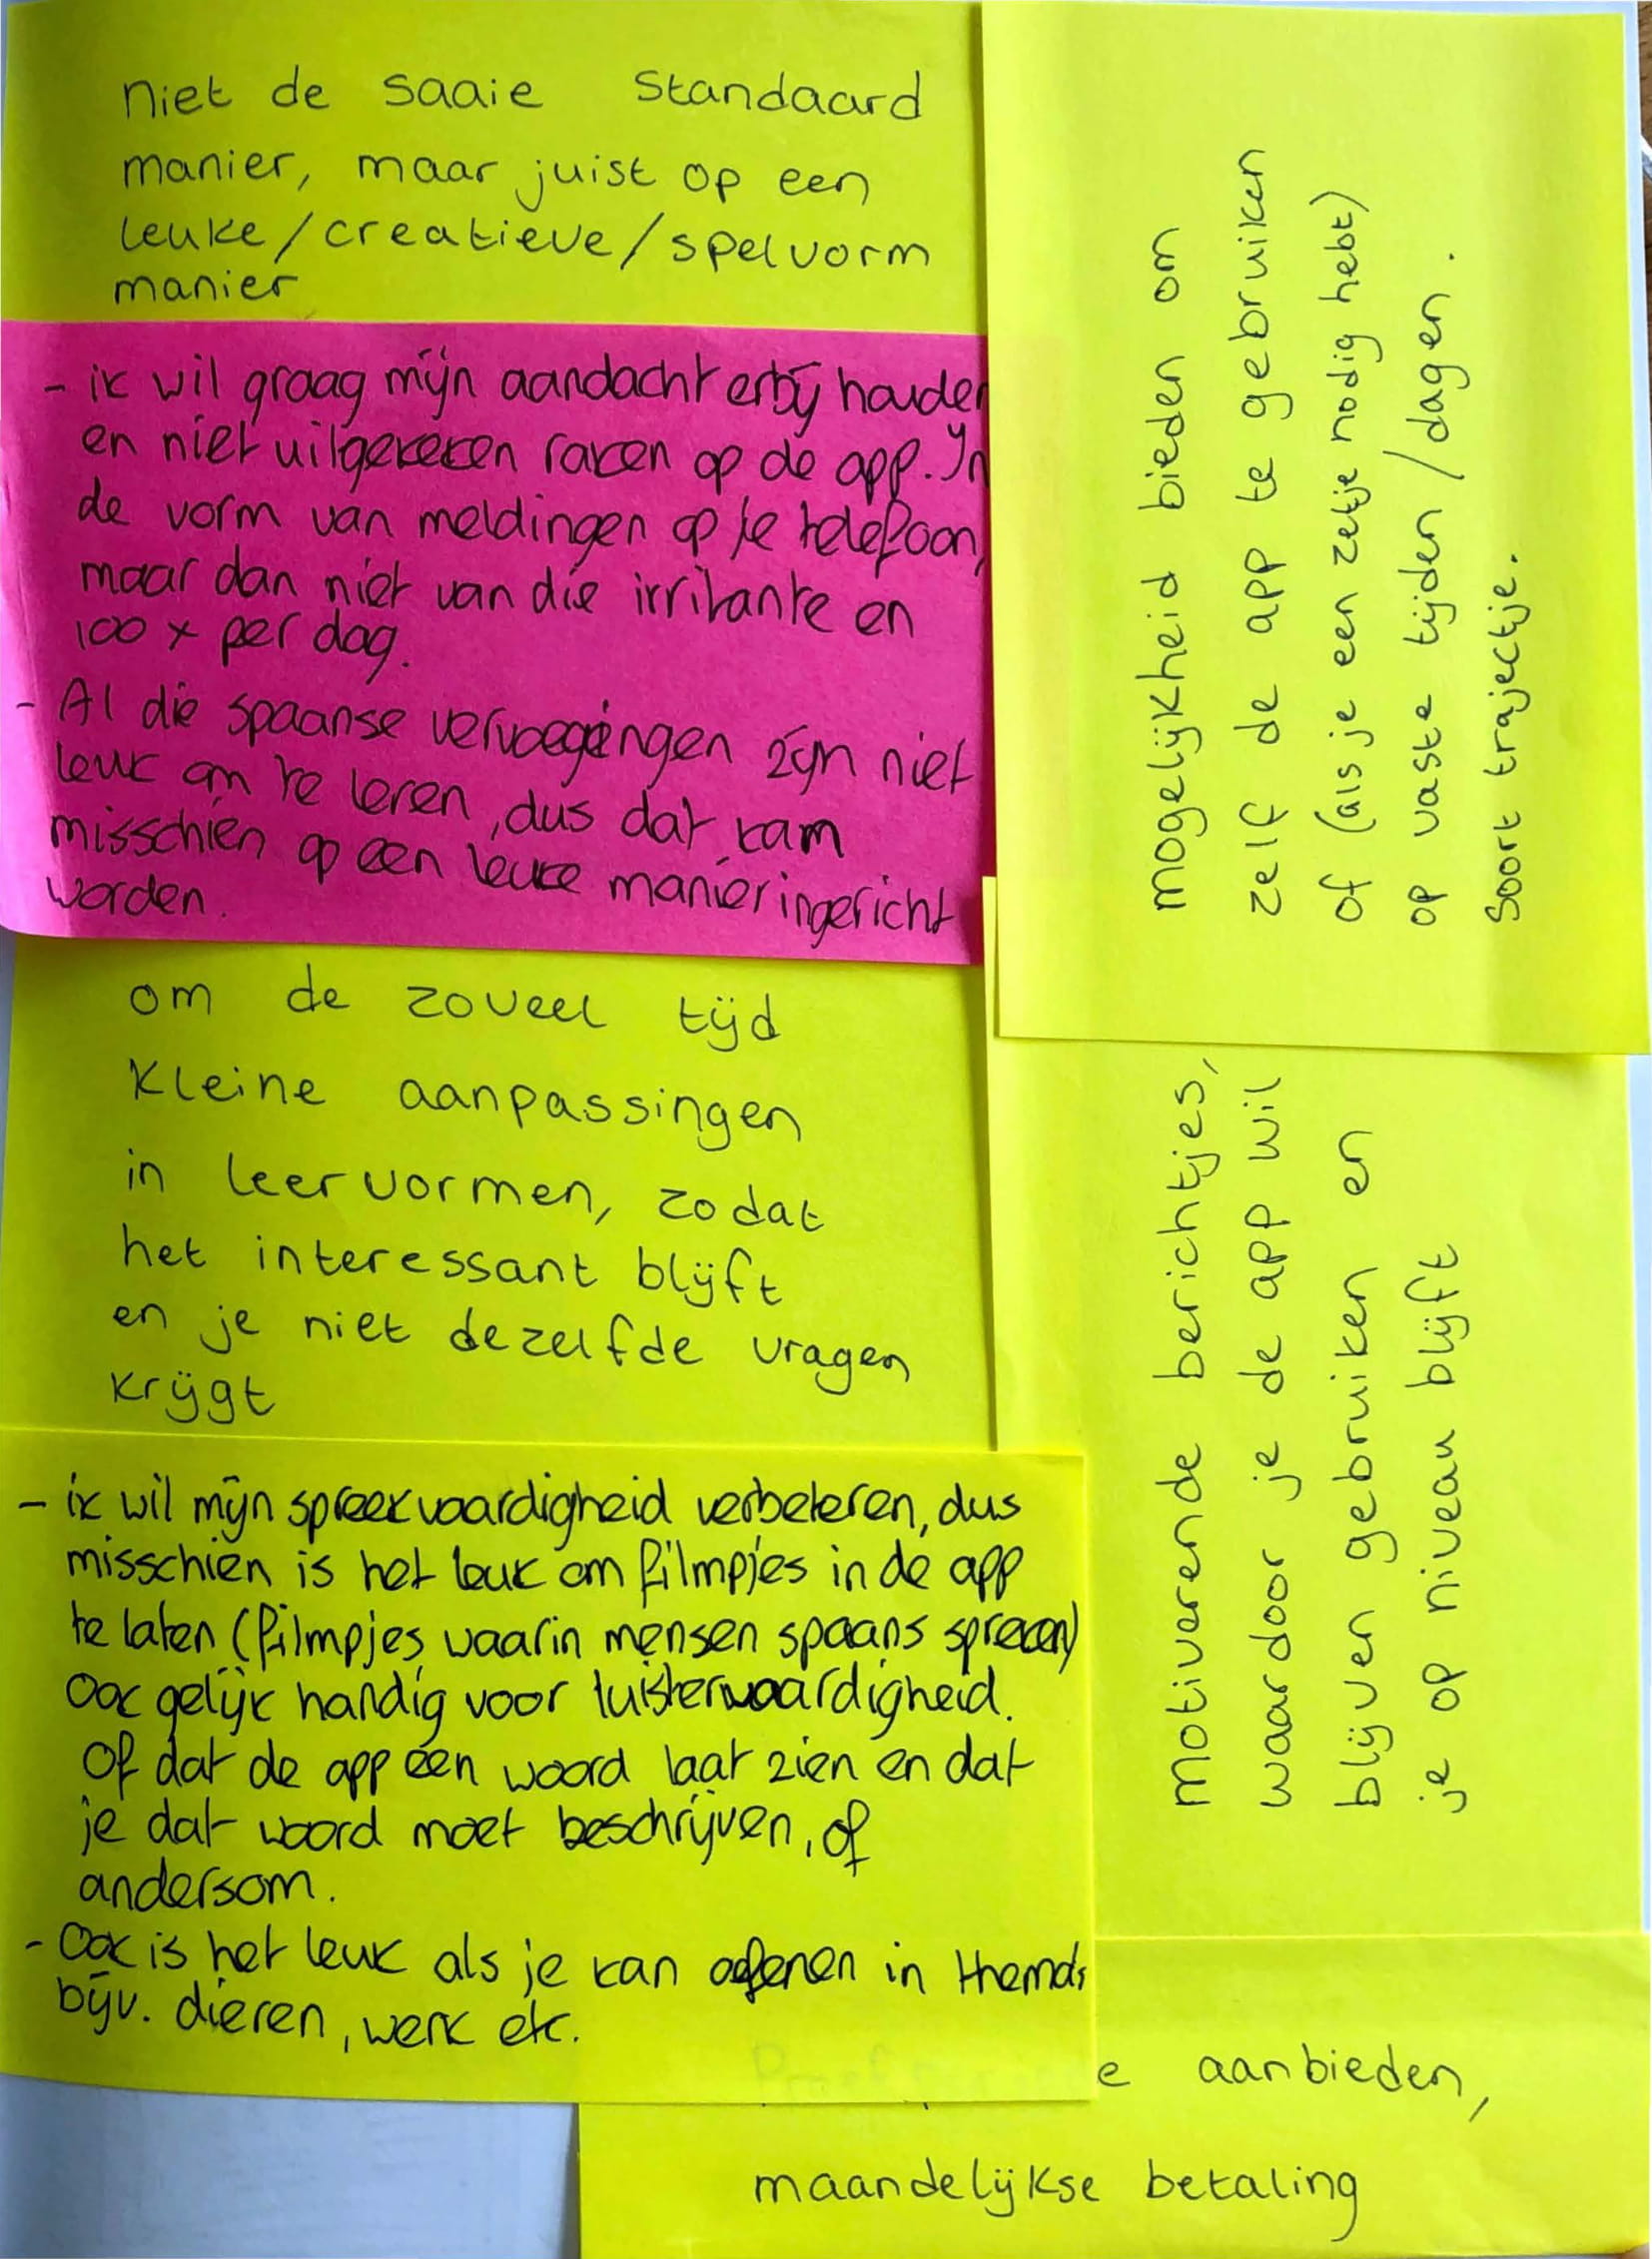 niet de saaie standaard
manier, maar juist op een
leuke/creatieve/spelvorm
manier
- ik wil graag mijn aandacht erbij houden
en niet uitgekeken raken op de app. In
de vorm van meldingen op je telefoon,
maar dan niet van die irritante en
100 x per dag.
- Al die spaanse vervoegingen zijn niet
leuk om te leren, dus dat kam
misschien op een leuke manier ingericht
worden.
om de zoveel tijd
kleine aanpassingen
in leervormen, zodat
het interessant blijft
en je niet dezelfde vragen
krijgt
- ik wil mijn spreekvaardigheid verbeteren, dus
misschien is het leuk om filmpjes in de app
te laten (filmpjes waarin mensen spaans spreken)
Ook gelijk handig voor luistervaardigheid.
Of dat de app een woord laat zien en dat
je dat woord moet beschrijven, of
andersom.
- Ook is het leuk als je kan oefenen in thema's
bijv. dieren, werk etc.
mogelijkheid bieden om
zelf de app te gebruiken
of (als je een zetje nodig hebt)
op vaste tijden / dagen.
soort trajectje.
motiverende berichtjes,
waardoor je de app wil
blijven gebruiken en
je op niveau blijft
e aanbieden,
maandelijkse betaling